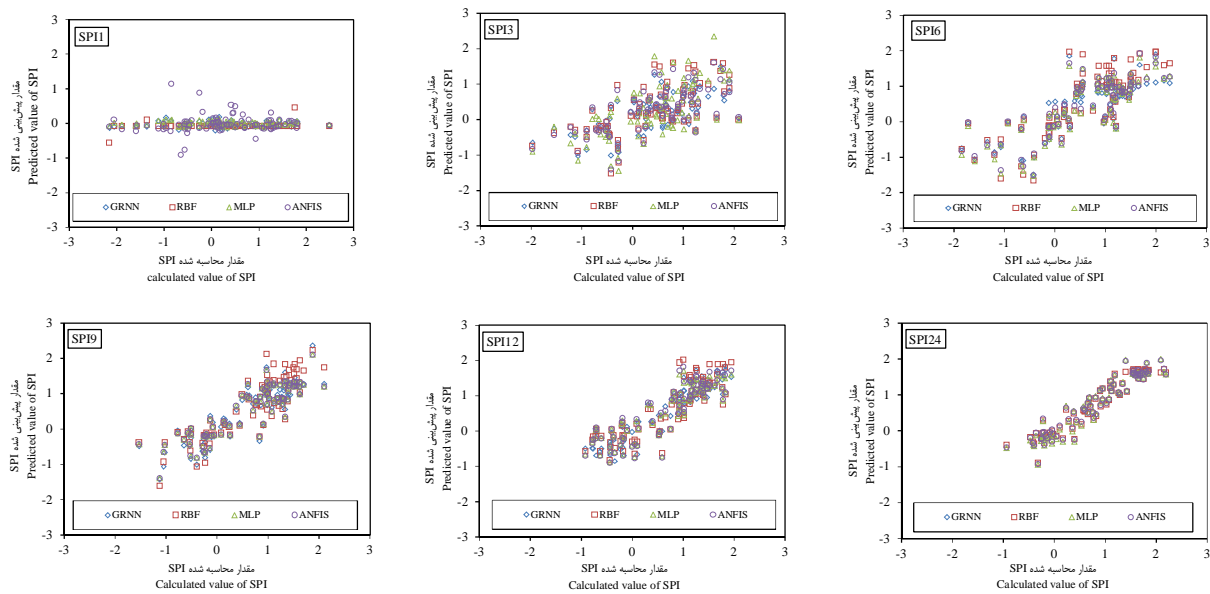 SPI1
3
2
1
0
-1
-2
-3
مقدار پیش‌بینی شده SPI
Predicted value of SPI
GRNN RBF MLP ANFIS
-3 -2 -1 0 1 2 3
مقدار محاسبه شده SPI
calculated value of SPI
SPI3
3
2
1
0
-1
-2
-3
مقدار پیش‌بینی شده SPI
Predicted value of SPI
GRNN RBF MLP ANFIS
-3 -2 -1 0 1 2 3
مقدار محاسبه شده SPI
Calculated value of SPI
SPI6
3
2
1
0
-1
-2
-3
مقدار پیش‌بینی شده SPI
Predicted value of SPI
GRNN RBF MLP ANFIS
-3 -2 -1 0 1 2 3
مقدار محاسبه شده SPI
Calculated value of SPI
SPI9
3
2
1
0
-1
-2
-3
مقدار پیش‌بینی شده SPI
Predicted value of SPI
GRNN RBF MLP ANFIS
-3 -2 -1 0 1 2 3
مقدار محاسبه شده SPI
Calculated value of SPI
SPI12
3
2
1
0
-1
-2
-3
مقدار پیش‌بینی شده SPI
Predicted value of SPI
GRNN RBF MLP ANFIS
-3 -2 -1 0 1 2 3
مقدار محاسبه شده SPI
Calculated value of SPI
SPI24
3
2
1
0
-1
-2
-3
مقدار پیش‌بینی شده SPI
Predicted value of SPI
GRNN RBF MLP ANFIS
-3 -2 -1 0 1 2 3
مقدار محاسبه شده SPI
Calculated value of SPI